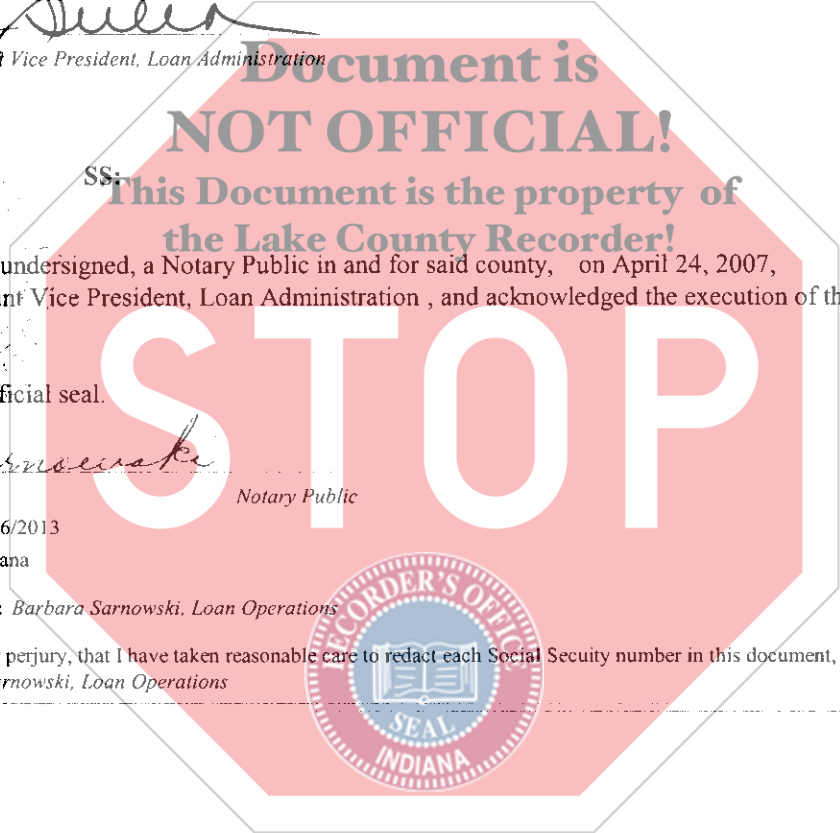 Vice President, Loan Administration
Document is
NOT OFFICIAL!
SS:
This Document is the property of
the Lake County Recorder!
undersigned, a Notary Public in and for said county, on April 24, 2007,
nt Vice President, Loan Administration , and acknowledged the execution of th
STOP
ficial seal.
Notary Public
6/2013
ana
: Barbara Sarnowski, Loan Operations
perjury, that I have taken reasonable care to redact each Social Secuity number in this document,
rnowski, Loan Operations
RECORDER'S OFFICE
SEAL
INDIANA